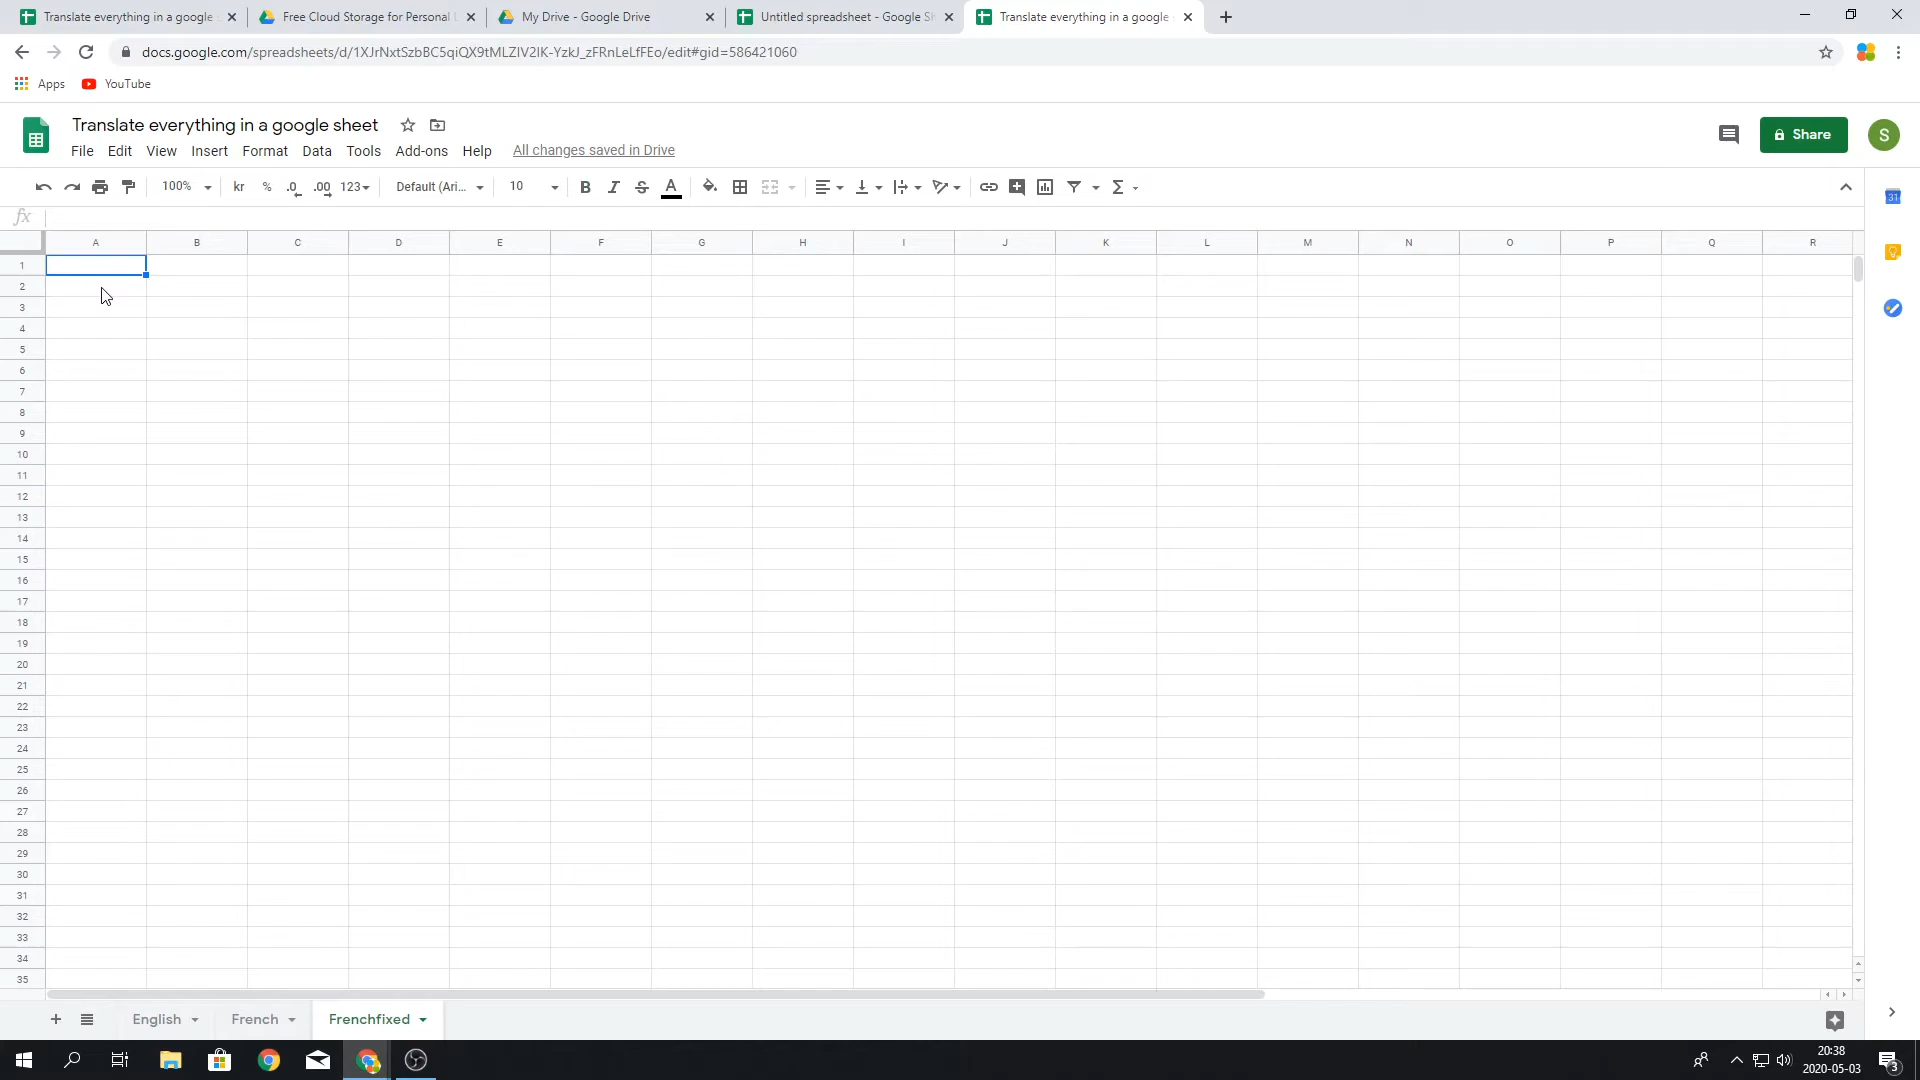 Translate everything in a google s
Free Cloud Storage for Personal
My Drive - Google Drive
Untitled spreadsheet - Google Sh
Translate everything in a google
docs.google.com/spreadsheets/d/1XJrNxtSzbBC5qiQX9tMLZIV2IK-YzkJ_zFRnLeLfFEo/edit#gid=586421060
Apps YouTube
Translate everything in a google sheet
Share
S
File Edit View Insert Format Data Tools Add-ons Help All changes saved in Drive
100% kr % .0 .00 123 Default (Ari... 10 B I S A
31
fx
A B C D E F G H I J K L M N O P Q R
1
2
3
4
5
6
7
8
9
10
11
12
13
14
15
16
17
18
19
20
21
22
23
24
25
26
27
28
29
30
31
32
33
34
35
English French Frenchfixed
20:38
2020-05-03
3